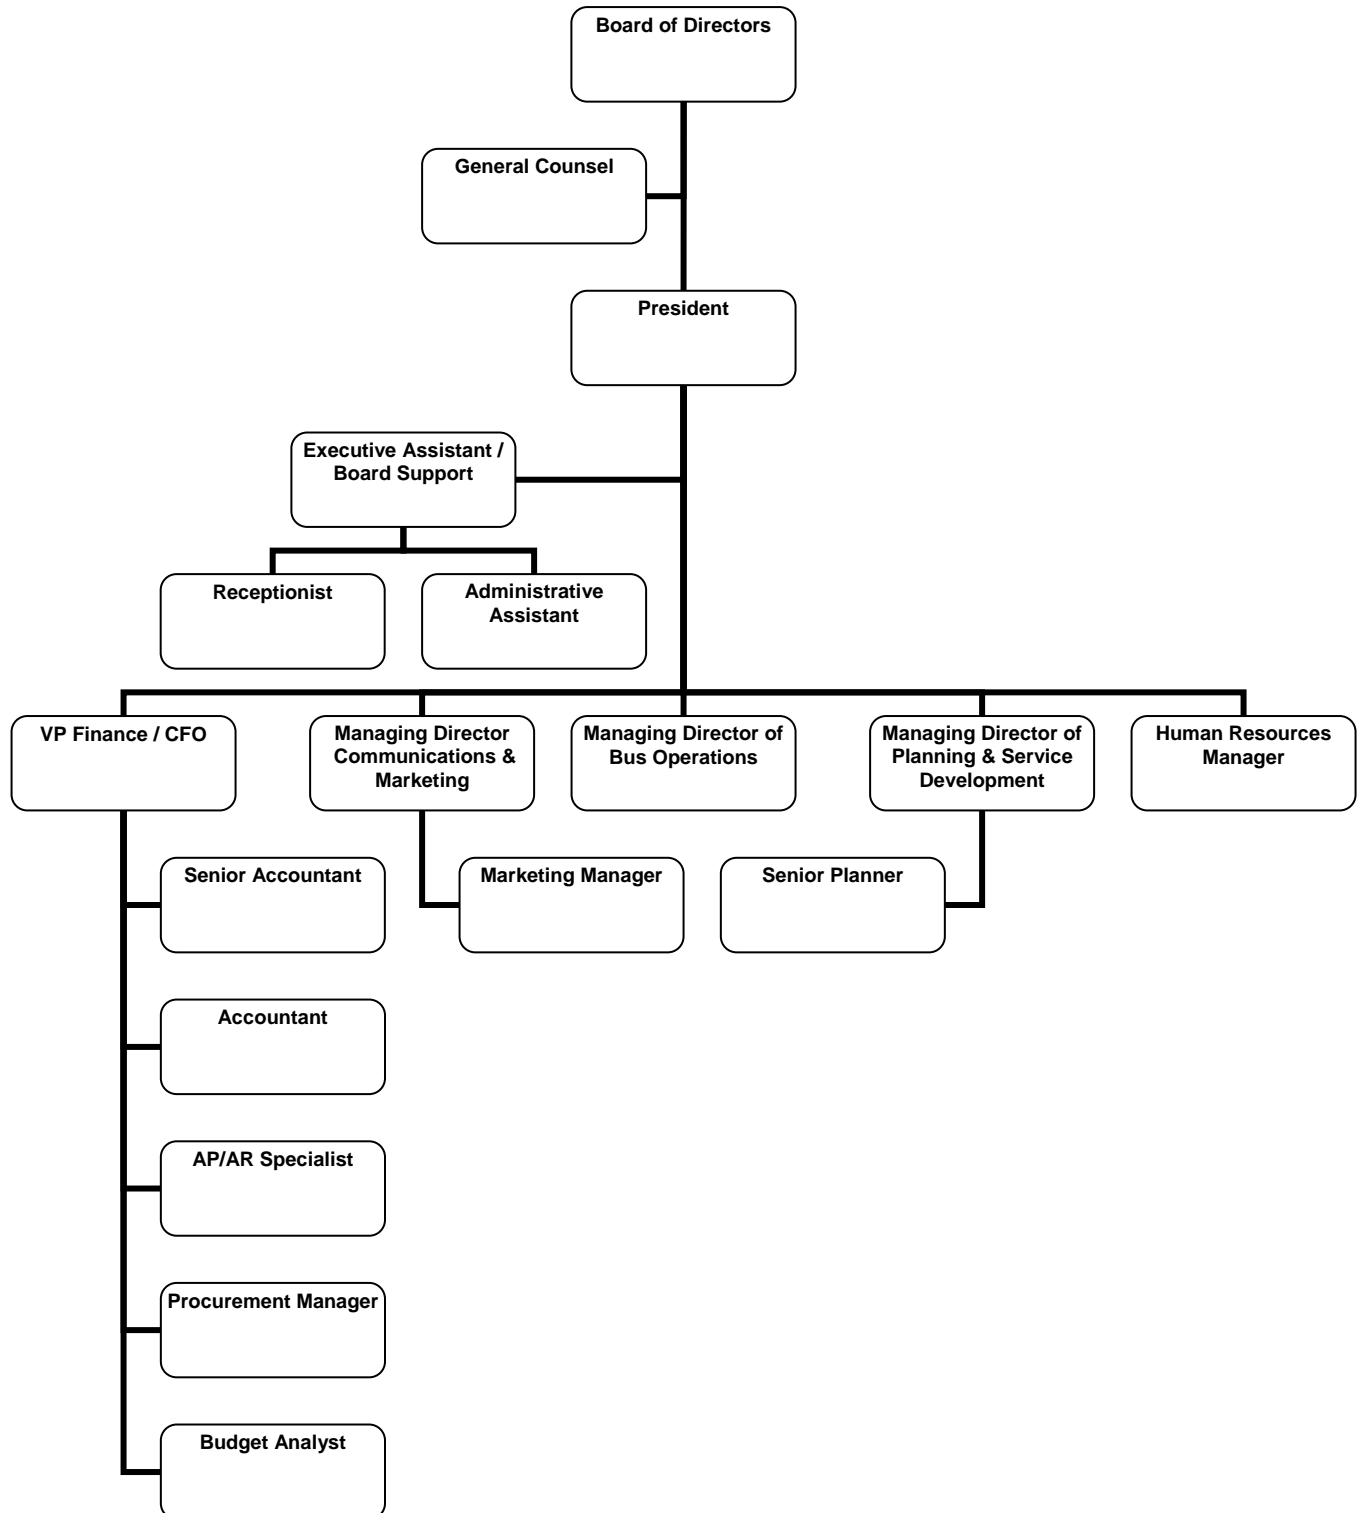 Board of Directors
General Counsel
President
Executive Assistant /
Board Support
Receptionist
Administrative
Assistant
VP Finance / CFO
Managing Director
Communications &
Marketing
Managing Director of
Bus Operations
Managing Director of
Planning & Service
Development
Human Resources
Manager
Senior Accountant
Marketing Manager
Senior Planner
Accountant
AP/AR Specialist
Procurement Manager
Budget Analyst